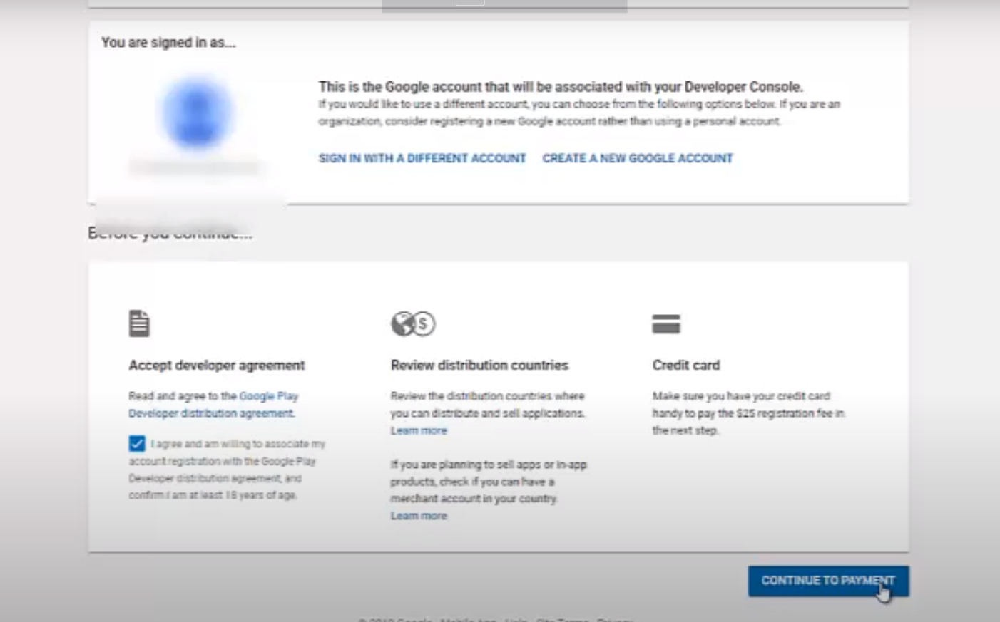 You are signed in as...
This is the Google account that will be associated with your Developer Console.
If you would like to use a different account, you can choose from the following options below. If you are an
organization, consider registering a new Google account rather than using a personal account.
SIGN IN WITH A DIFFERENT ACCOUNT CREATE A NEW GOOGLE ACCOUNT
Before you continue...
Accept developer agreement
Read and agree to the Google Play
Developer distribution agreement.
I agree and am willing to associate my
account registration with the Google Play
Developer distribution agreement, and
confirm I am at least 18 years of age.
Review distribution countries
Review the distribution countries where
you can distribute and sell applications.
Learn more
If you are planning to sell apps or in-app
products, check if you can have a
merchant account in your country.
Learn more
Credit card
Make sure you have your credit card
handy to pay the $25 registration fee in
the next step.
CONTINUE TO PAYMENT
Google · Mobile App · Help · Site Terms · Privacy